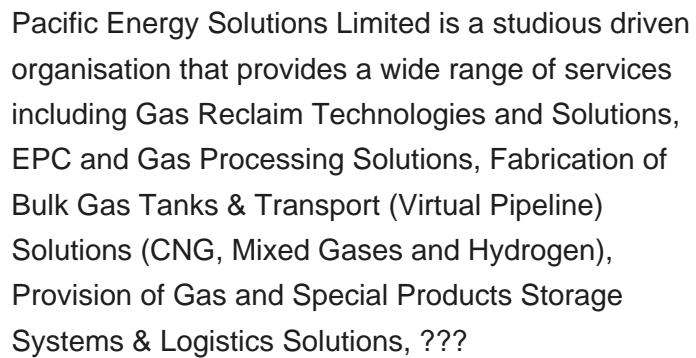 Pacific Energy Solutions Limited is a studious driven
organisation that provides a wide range of services
including Gas Reclaim Technologies and Solutions,
EPC and Gas Processing Solutions, Fabrication of
Bulk Gas Tanks & Transport (Virtual Pipeline)
Solutions (CNG, Mixed Gases and Hydrogen),
Provision of Gas and Special Products Storage
Systems & Logistics Solutions, ???